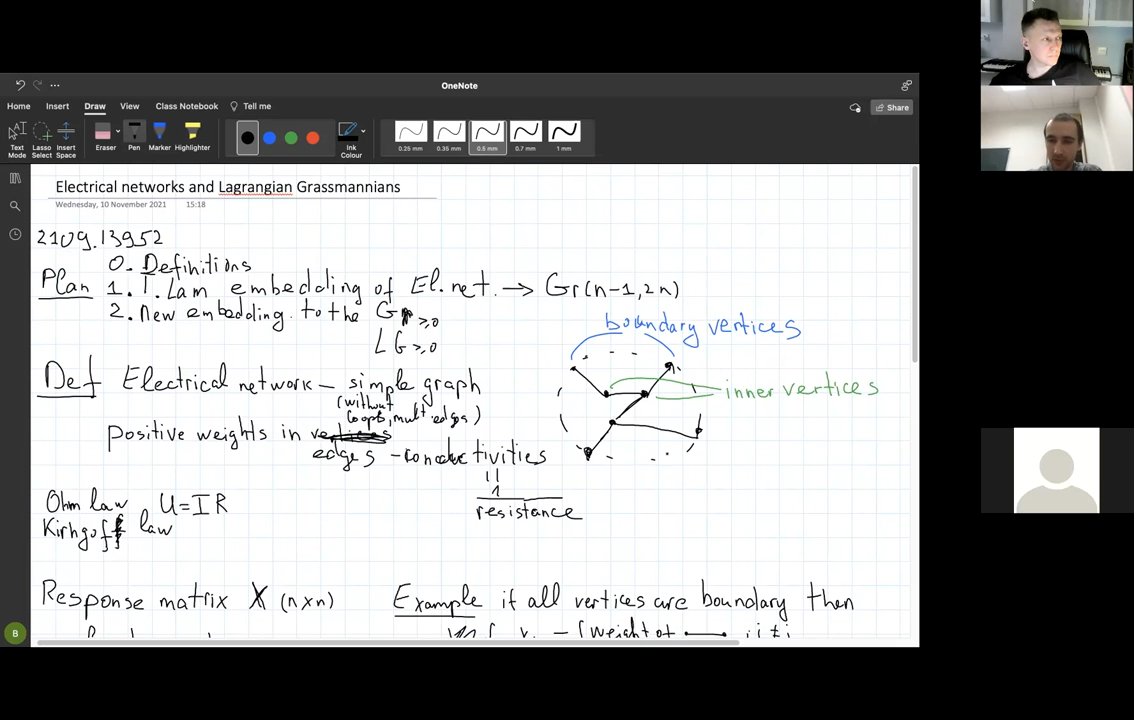 OneNote
Home Insert Draw View Class Notebook Tell me
Share
Text Mode
Lasso Select
Insert Space
Eraser
Pen
Marker
Highlighter
Ink Colour
0.25 mm 0.35 mm 0.5 mm 0.7 mm 1 mm
Electrical networks and Lagrangian Grassmannians
Wednesday, 10 November 2021 15:18
2109.13952
Plan 0. Definitions
1. T. Lam embedding of El. net. → Gr(n-1, 2n)
2. New embedding to the Gr ≥0
LG ≥0
boundary vertices
inner vertices
Def Electrical network – simple graph
(without loops, multi edges)
positive weights in
edges – conductivities
||
1
resistance
Ohm law U = IR
Kirhgoff law
Response matrix X (n×n)
Example if all vertices are boundary then
B